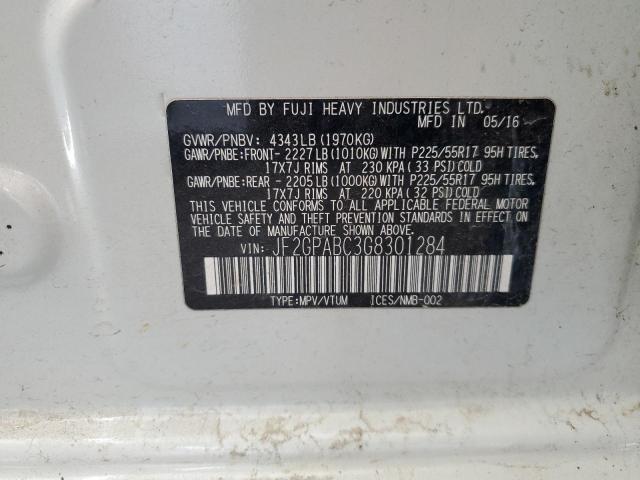 MFD BY FUJI HEAVY INDUSTRIES LTD.
MFD IN 05/16
GVWR/PNBV: 4343LB (1970KG)
GAWR/PNBE:FRONT- 2227LB (1010KG)WITH P225/55R17 95H TIRES,
17X7J RIMS AT 230 KPA ( 33 PSI) COLD
GAWR/PNBE:REAR - 2205LB (1000KG)WITH P225/55R17 95H TIRES,
17X7J RIMS AT 220 KPA ( 32 PSI) COLD
THIS VEHICLE CONFORMS TO ALL APPLICABLE FEDERAL MOTOR
VEHICLE SAFETY AND THEFT PREVENTION STANDARDS IN EFFECT ON
THE DATE OF MANUFACTURE SHOWN ABOVE.
VIN: JF2GPABC3G8301284
TYPE:MPV/VTUM ICES/NMB-002